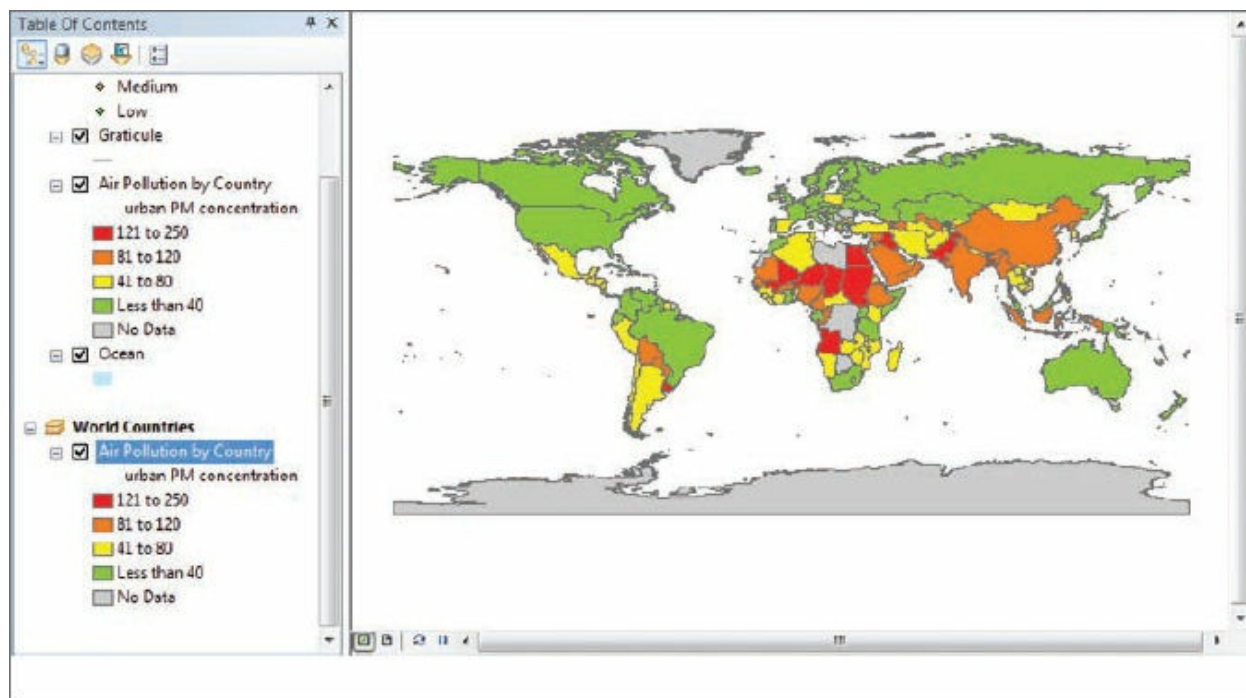 Table Of Contents
Medium
Low
Graticule
Air Pollution by Country
urban PM concentration
121 to 250
81 to 120
41 to 80
Less than 40
No Data
Ocean
World Countries
Air Pollution by Country
urban PM concentration
121 to 250
81 to 120
41 to 80
Less than 40
No Data